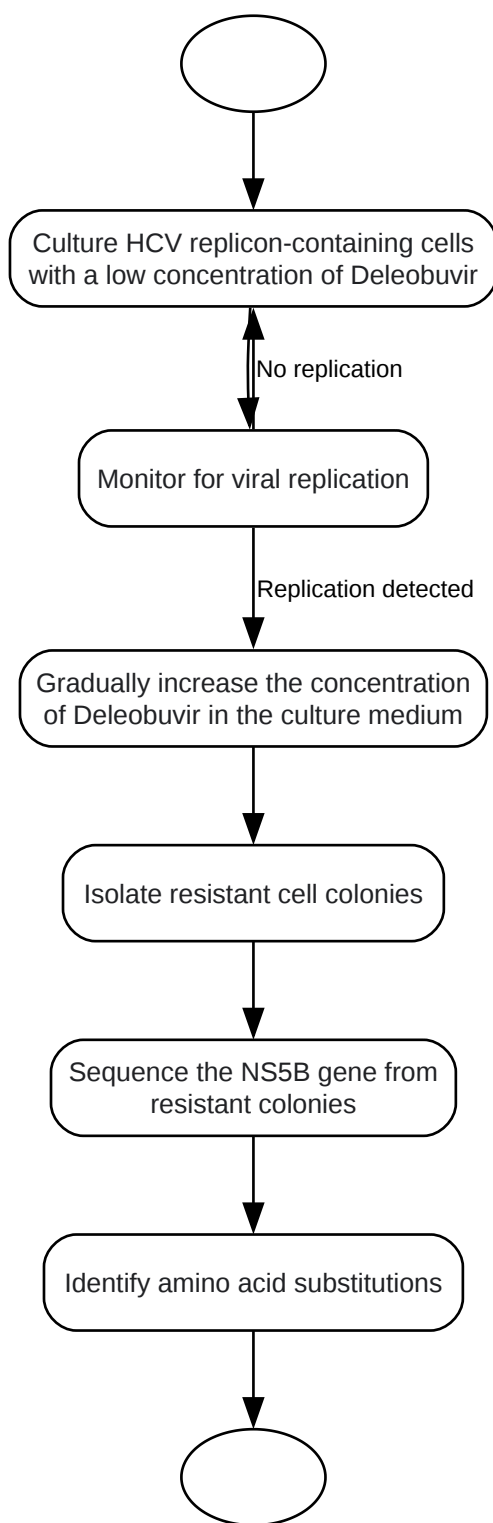 Culture HCV replicon-containing cells
with a low concentration of Deleobuvir
No replication
Monitor for viral replication
Replication detected
Gradually increase the concentration
of Deleobuvir in the culture medium
Isolate resistant cell colonies
Sequence the NS5B gene from
resistant colonies
Identify amino acid substitutions